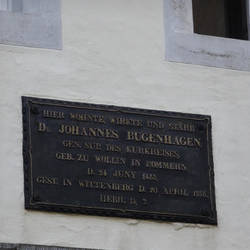 HIER WOHNTE, WIRKTE UND STARB
D. JOHANNES BUGENHAGEN
GEN. SUP. DES KURKREISES,
GEB. ZU WOLLIN IN POMMERN
D. 24 JUNY 1485,
GEST. IN WITTENBERG D. 20 APRIL 1558,
HEBR. 13, 7.